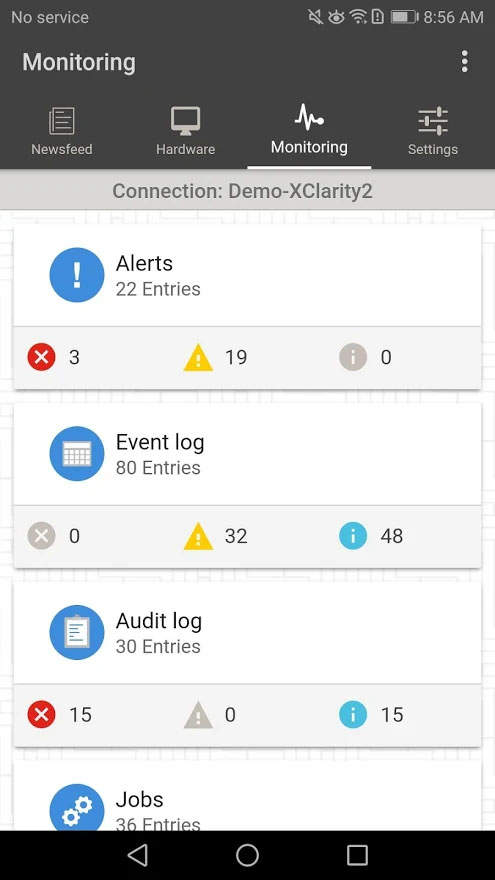 No service 8:56 AM
Monitoring
Newsfeed Hardware Monitoring Settings
Connection: Demo-XClarity2
Alerts
22 Entries
3 19 0
Event log
80 Entries
0 32 48
Audit log
30 Entries
15 0 15
Jobs
36 Entries